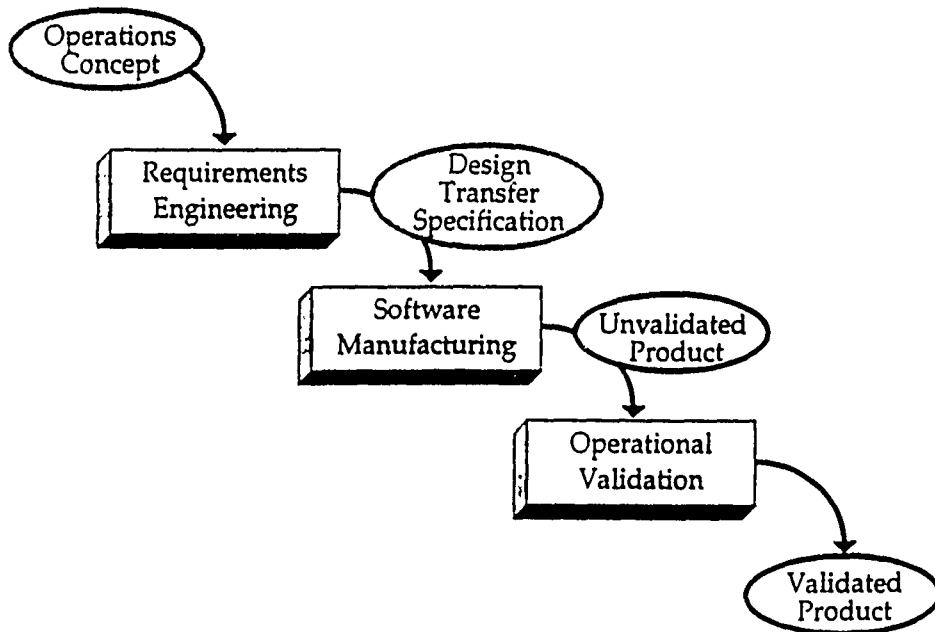 Operations
Concept
Requirements
Engineering
Design
Transfer
Specification
Software
Manufacturing
Unvalidated
Product
Operational
Validation
Validated
Product